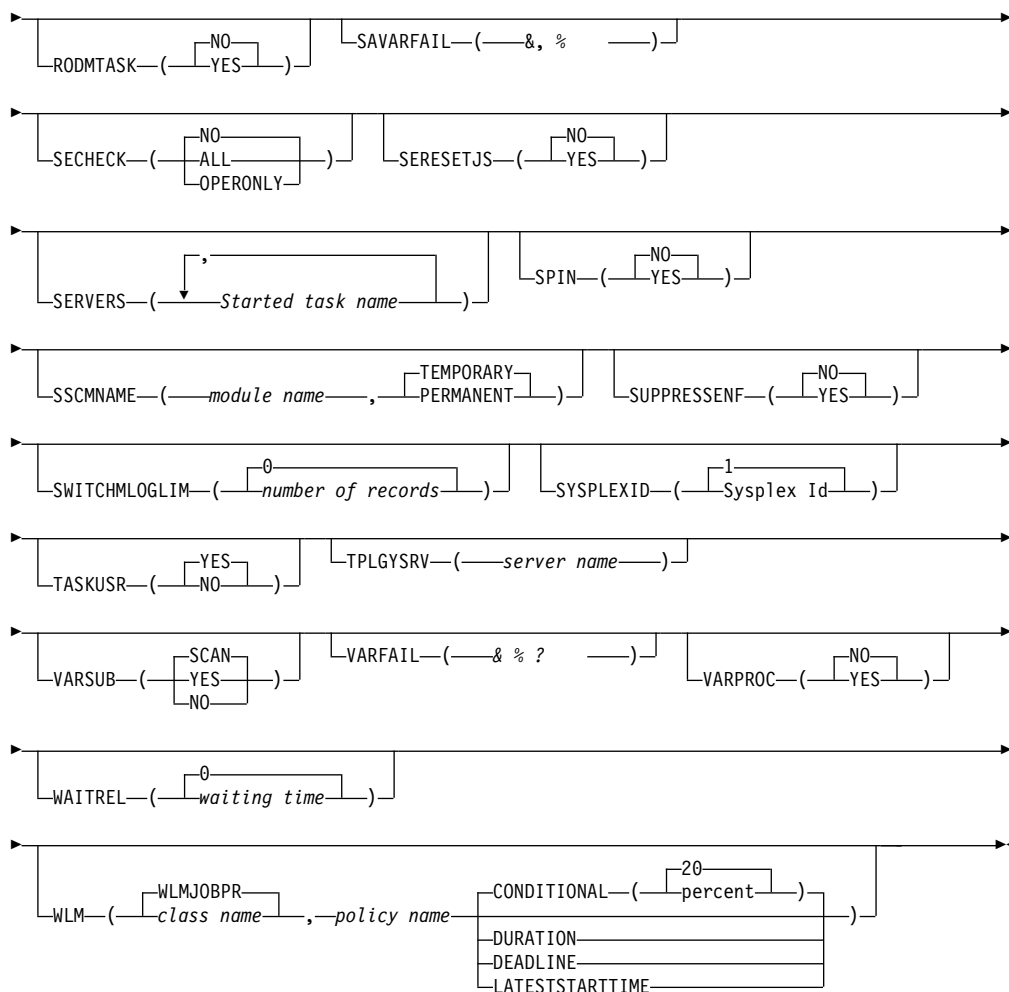 NO
RODMTASK ( YES ) SAVARFAIL ( &, % )
NO
SECHECK ( ALL ) SERESETJS ( NO
OPERONLY YES )
,
SERVERS ( Started task name ) SPIN ( NO
YES )
TEMPORARY
SSCMNAME ( module name , PERMANENT ) SUPPRESSENF ( NO
YES )
0
SWITCHMLOGLIM ( number of records ) SYSPLEXID ( 1
Sysplex Id )
YES
TASKUSR ( NO ) TPLGYSRV ( server name )
SCAN
VARSUB ( YES ) VARFAIL ( & % ? ) VARPROC ( NO
NO YES )
0
WAITREL ( waiting time )
20
WLMJOBPR CONDITIONAL ( percent )
WLM ( class name , policy name )
DURATION
DEADLINE
LATESTSTARTTIME